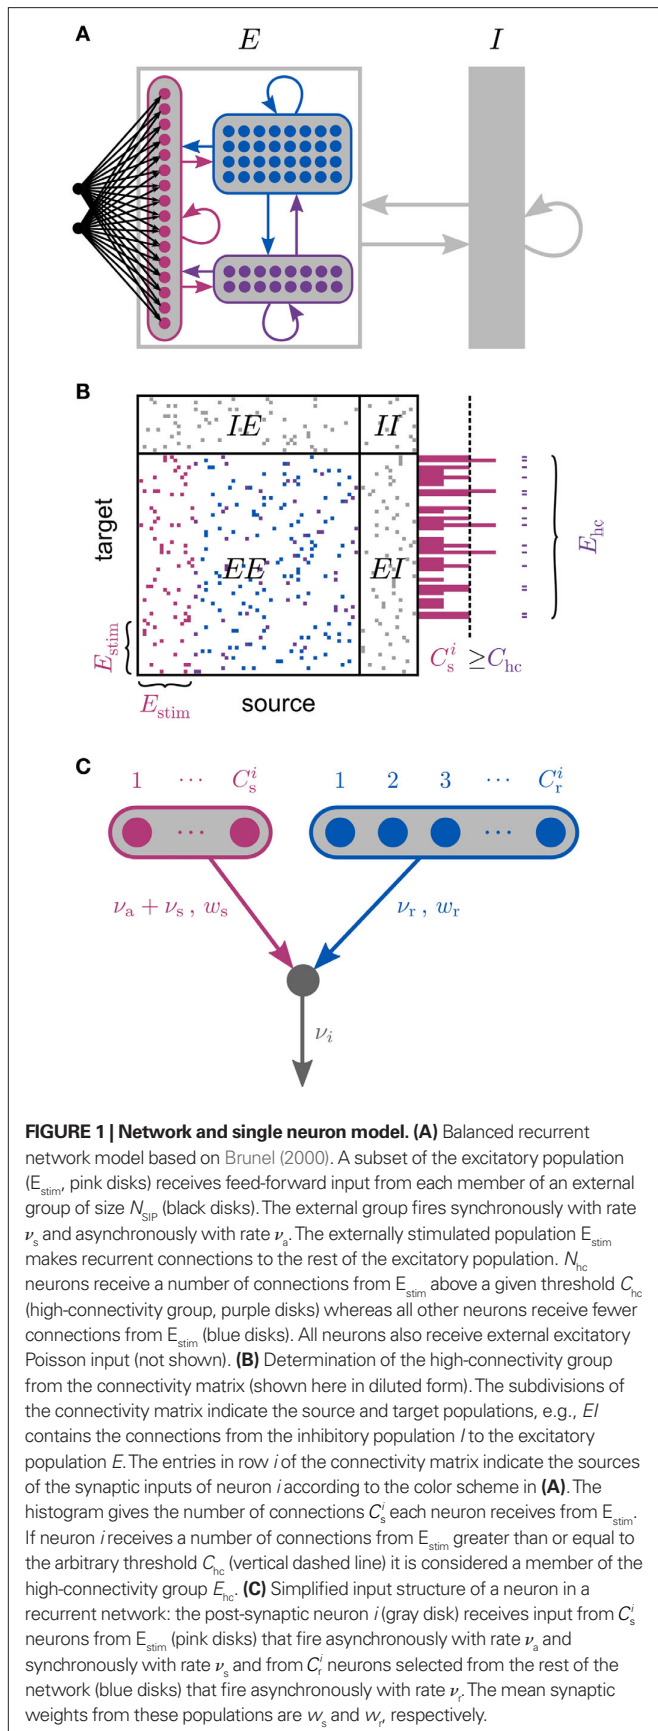 A
E
I
B
IE
II
EE
EI
target
E_stim
E_stim
source
E_hc
C_s^i ≥C_hc
C
1 ··· C_s^i
1 2 3 ··· C_r^i
···
···
ν_a + ν_s , w_s
ν_r , w_r
ν_i
FIGURE 1 | Network and single neuron model. (A) Balanced recurrent
network model based on Brunel (2000). A subset of the excitatory population
(E_stim, pink disks) receives feed-forward input from each member of an external
group of size N_SIP (black disks). The external group fires synchronously with rate
ν_s and asynchronously with rate ν_a. The externally stimulated population E_stim
makes recurrent connections to the rest of the excitatory population. N_hc
neurons receive a number of connections from E_stim above a given threshold C_hc
(high-connectivity group, purple disks) whereas all other neurons receive fewer
connections from E_stim (blue disks). All neurons also receive external excitatory
Poisson input (not shown). (B) Determination of the high-connectivity group
from the connectivity matrix (shown here in diluted form). The subdivisions of
the connectivity matrix indicate the source and target populations, e.g., EI
contains the connections from the inhibitory population I to the excitatory
population E. The entries in row i of the connectivity matrix indicate the sources
of the synaptic inputs of neuron i according to the color scheme in (A). The
histogram gives the number of connections C_s^i each neuron receives from E_stim.
If neuron i receives a number of connections from E_stim greater than or equal to
the arbitrary threshold C_hc (vertical dashed line) it is considered a member of the
high-connectivity group E_hc. (C) Simplified input structure of a neuron in a
recurrent network: the post-synaptic neuron i (gray disk) receives input from C_s^i
neurons from E_stim (pink disks) that fire asynchronously with rate ν_a and
synchronously with rate ν_s and from C_r^i neurons selected from the rest of the
network (blue disks) that fire asynchronously with rate ν_r. The mean synaptic
weights from these populations are w_s and w_r, respectively.